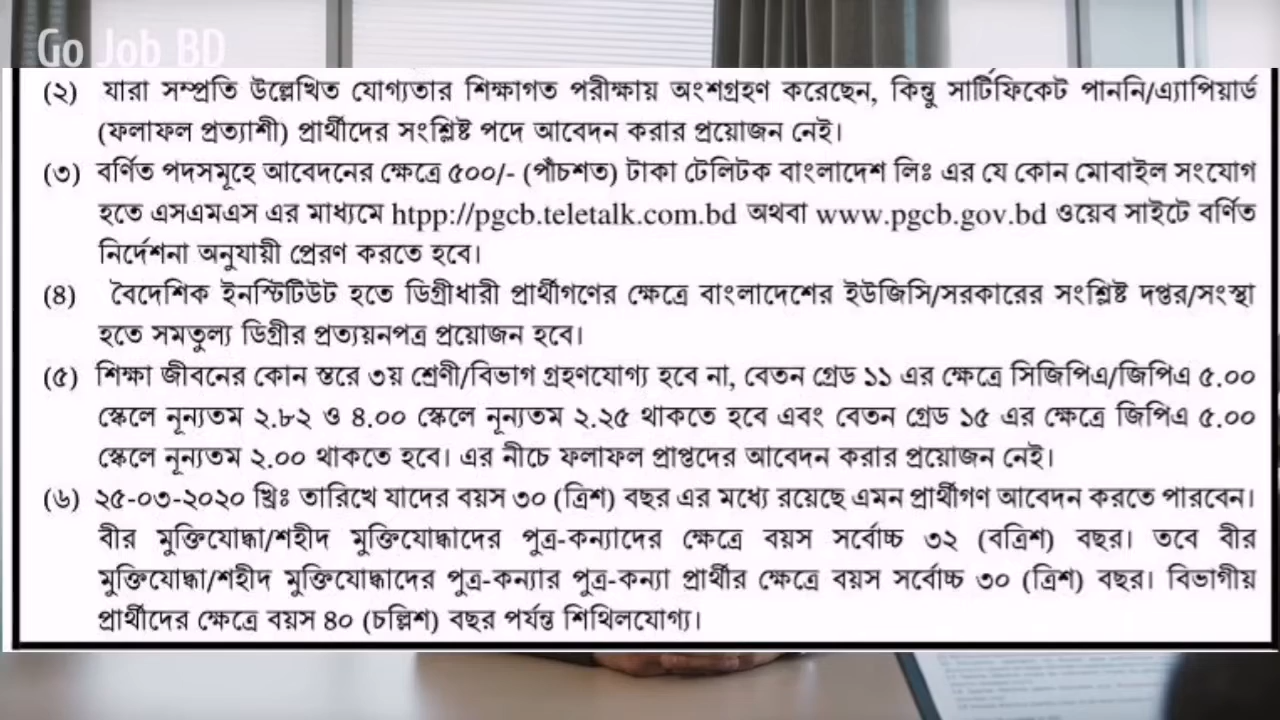 Go Job BD
(২) যারা সম্প্রতি উল্লেখিত যোগ্যতার শিক্ষাগত পরীক্ষায় অংশগ্রহণ করেছেন, কিন্তু সার্টিফিকেট পাননি/এ্যাপিয়ার্ড
(ফলাফল প্রত্যাশী) প্রার্থীদের সংশ্লিষ্ট পদে আবেদন করার প্রয়োজন নেই।
(৩) বর্ণিত পদসমূহে আবেদনের ক্ষেত্রে ৫০০/- (পাঁচশত) টাকা টেলিটক বাংলাদেশ লিঃ এর যে কোন মোবাইল সংযোগ
হতে এসএমএস এর মাধ্যমে htpp://pgcb.teletalk.com.bd অথবা www.pgcb.gov.bd ওয়েব সাইটে বর্ণিত
নির্দেশনা অনুযায়ী প্রেরণ করতে হবে।
(৪) বৈদেশিক ইনস্টিটিউট হতে ডিগ্রীধারী প্রার্থীগণের ক্ষেত্রে বাংলাদেশের ইউজিসি/সরকারের সংশ্লিষ্ট দপ্তর/সংস্থা
হতে সমতুল্য ডিগ্রীর প্রত্যয়নপত্র প্রয়োজন হবে।
(৫) শিক্ষা জীবনের কোন স্তরে ৩য় শ্রেণী/বিভাগ গ্রহণযোগ্য হবে না, বেতন গ্রেড ১১ এর ক্ষেত্রে সিজিপিএ/জিপিএ ৫.০০
স্কেলে নূন্যতম ২.৮২ ও ৪.০০ স্কেলে নূন্যতম ২.২৫ থাকতে হবে এবং বেতন গ্রেড ১৫ এর ক্ষেত্রে জিপিএ ৫.০০
স্কেলে নূন্যতম ২.০০ থাকতে হবে। এর নীচে ফলাফল প্রাপ্তদের আবেদন করার প্রয়োজন নেই।
(৬) ২৫-০৩-২০২০ খ্রিঃ তারিখে যাদের বয়স ৩০ (ত্রিশ) বছর এর মধ্যে রয়েছে এমন প্রার্থীগণ আবেদন করতে পারবেন।
বীর মুক্তিযোদ্ধা/শহীদ মুক্তিযোদ্ধাদের পুত্র-কন্যাদের ক্ষেত্রে বয়স সর্বোচ্চ ৩২ (বত্রিশ) বছর। তবে বীর
মুক্তিযোদ্ধা/শহীদ মুক্তিযোদ্ধাদের পুত্র-কন্যার পুত্র-কন্যা প্রার্থীর ক্ষেত্রে বয়স সর্বোচ্চ ৩০ (ত্রিশ) বছর। বিভাগীয়
প্রার্থীদের ক্ষেত্রে বয়স ৪০ (চল্লিশ) বছর পর্যন্ত শিথিলযোগ্য।